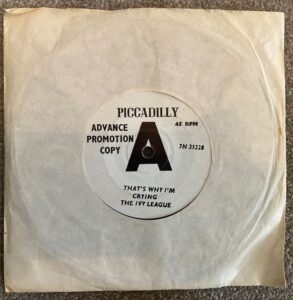 PICCADILLY
ADVANCE
PROMOTION
COPY
A
45 RPM
7N 35228
THAT'S WHY I'M
CRYING
THE IVY LEAGUE